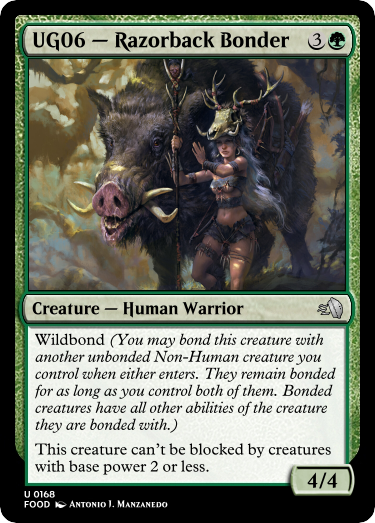 UG06 — Razorback Bonder 3
Creature — Human Warrior
Wildbond (You may bond this creature with
another unbonded Non-Human creature you
control when either enters. They remain bonded
for as long as you control both of them. Bonded
creatures have all other abilities of the creature
they are bonded with.)
This creature can't be blocked by creatures
with base power 2 or less.
4/4
U 0168
FOOD Antonio J. Manzanedo